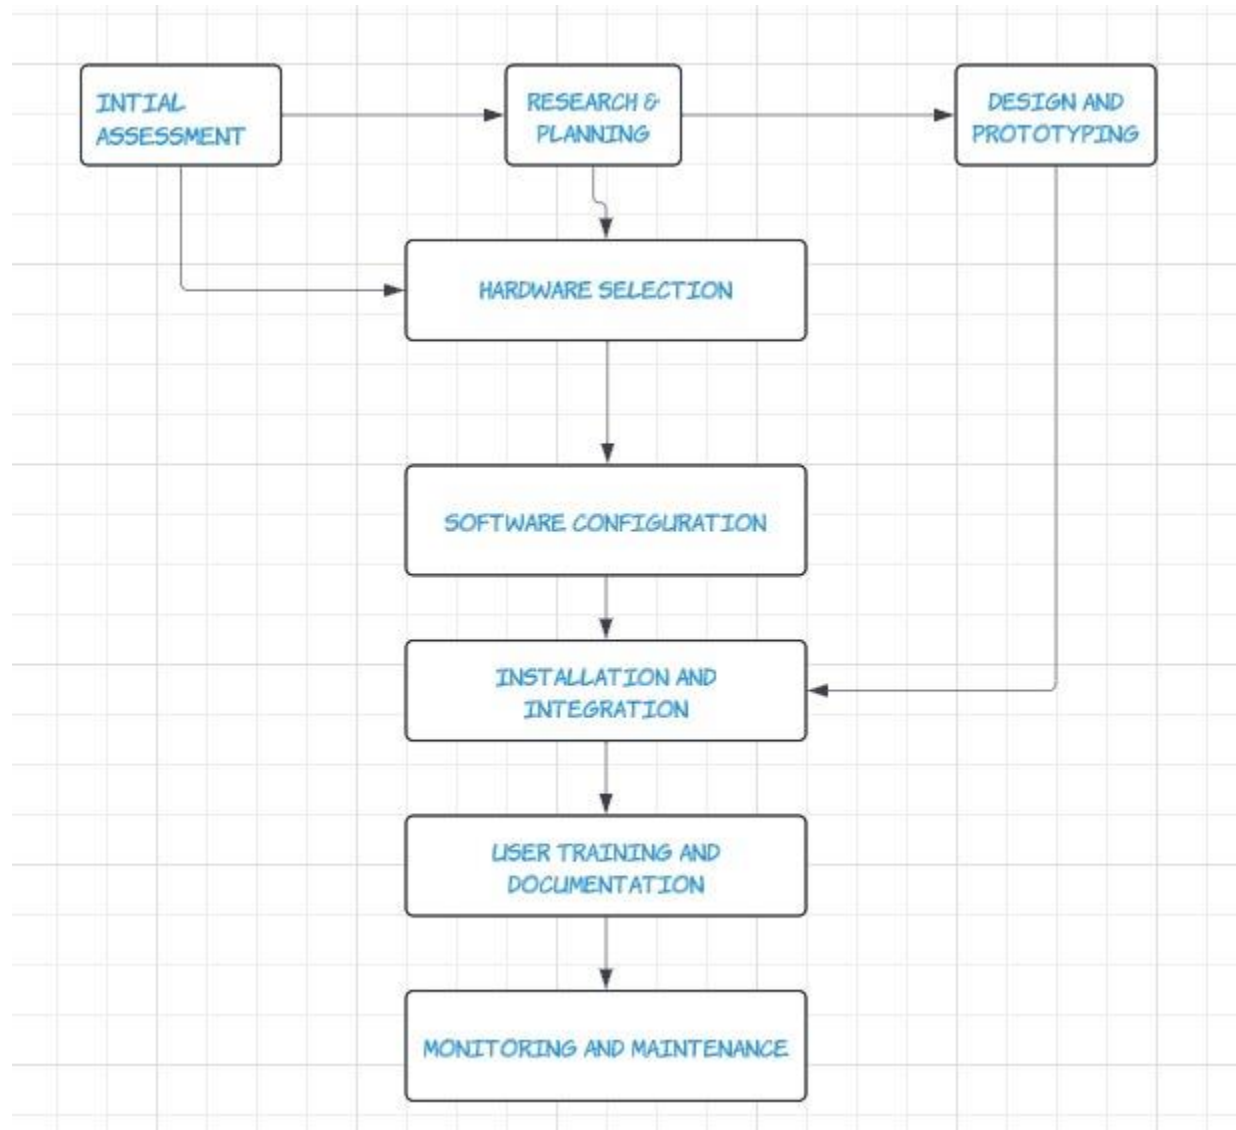 INTIAL
ASSESSMENT
RESEARCH &
PLANNING
DESIGN AND
PROTOTYPING
HARDWARE SELECTION
SOFTWARE CONFIGURATION
INSTALLATION AND
INTEGRATION
USER TRAINING AND
DOCUMENTATION
MONITORING AND MAINTENANCE